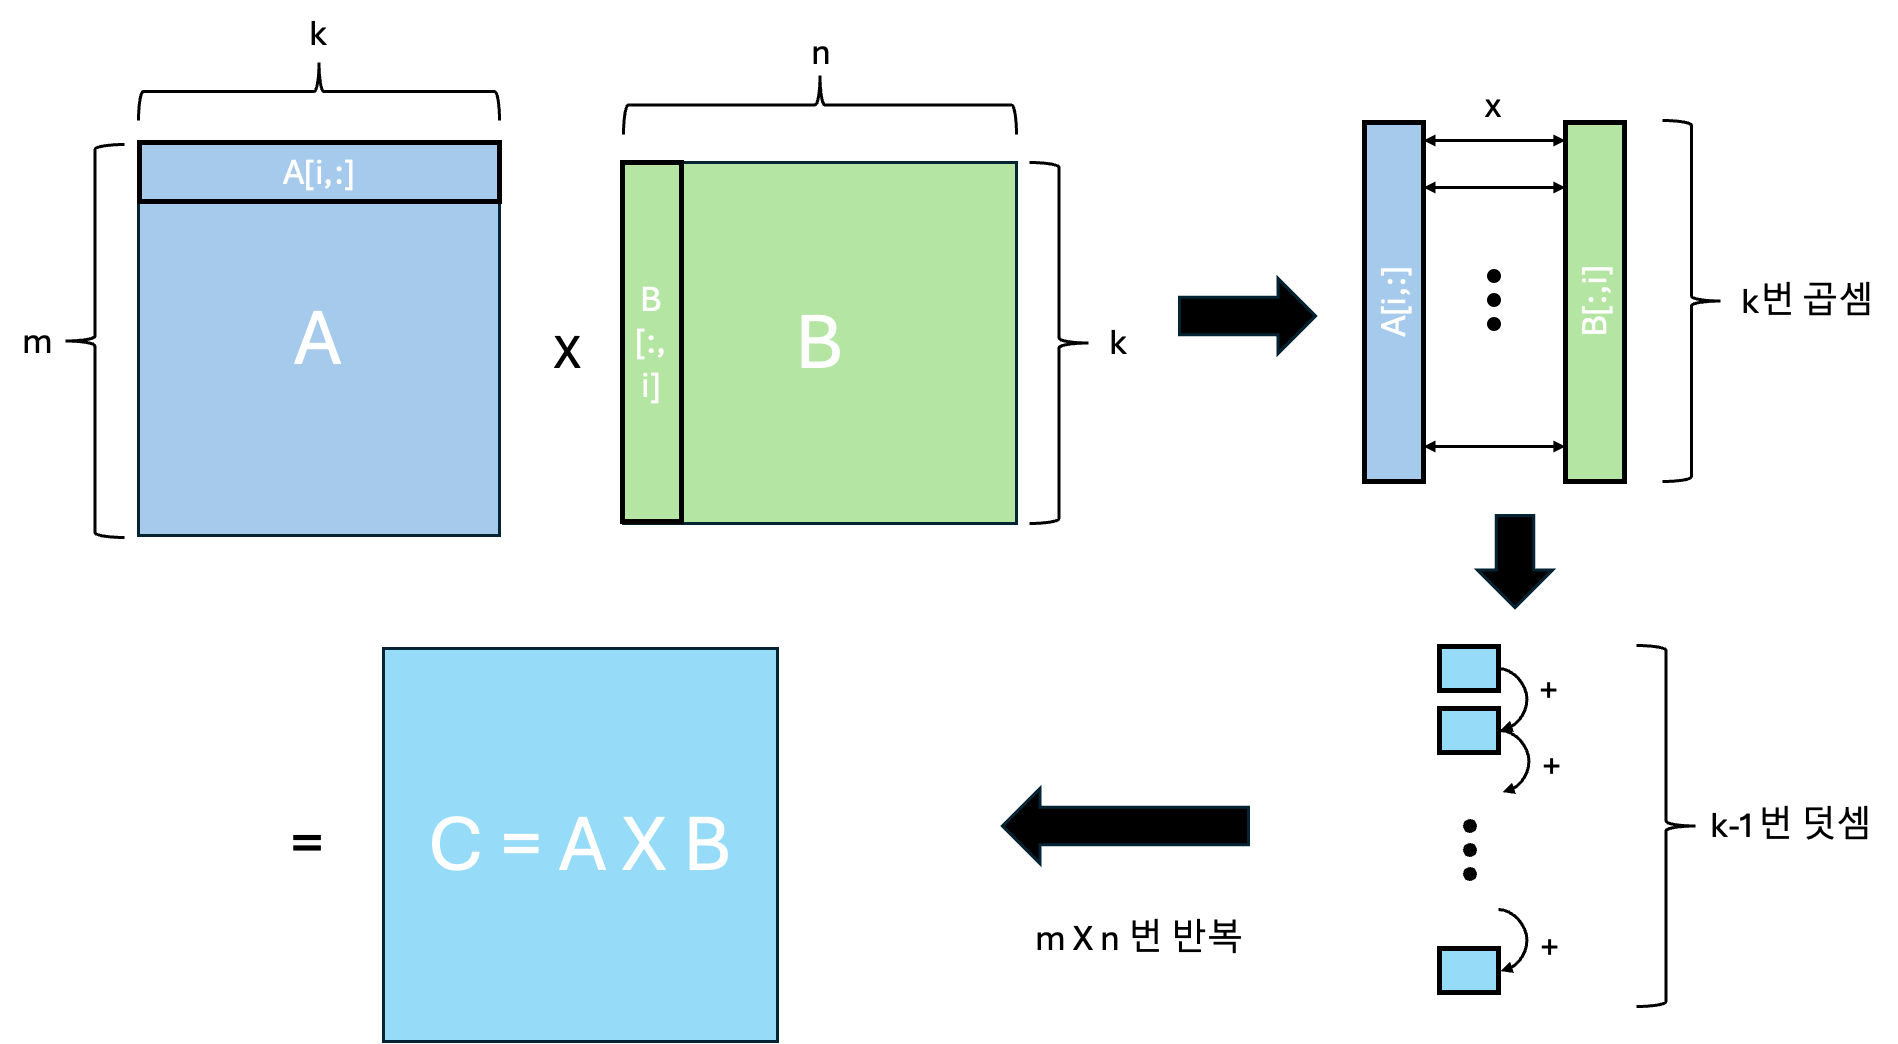 k
n
A[i,:]
m
A
X
B
[:,
i]
B
k
x
A[i,:]
B[:,i]
k번 곱셈
+
+
k-1번 덧셈
+
=
C = A X B
m X n 번 반복